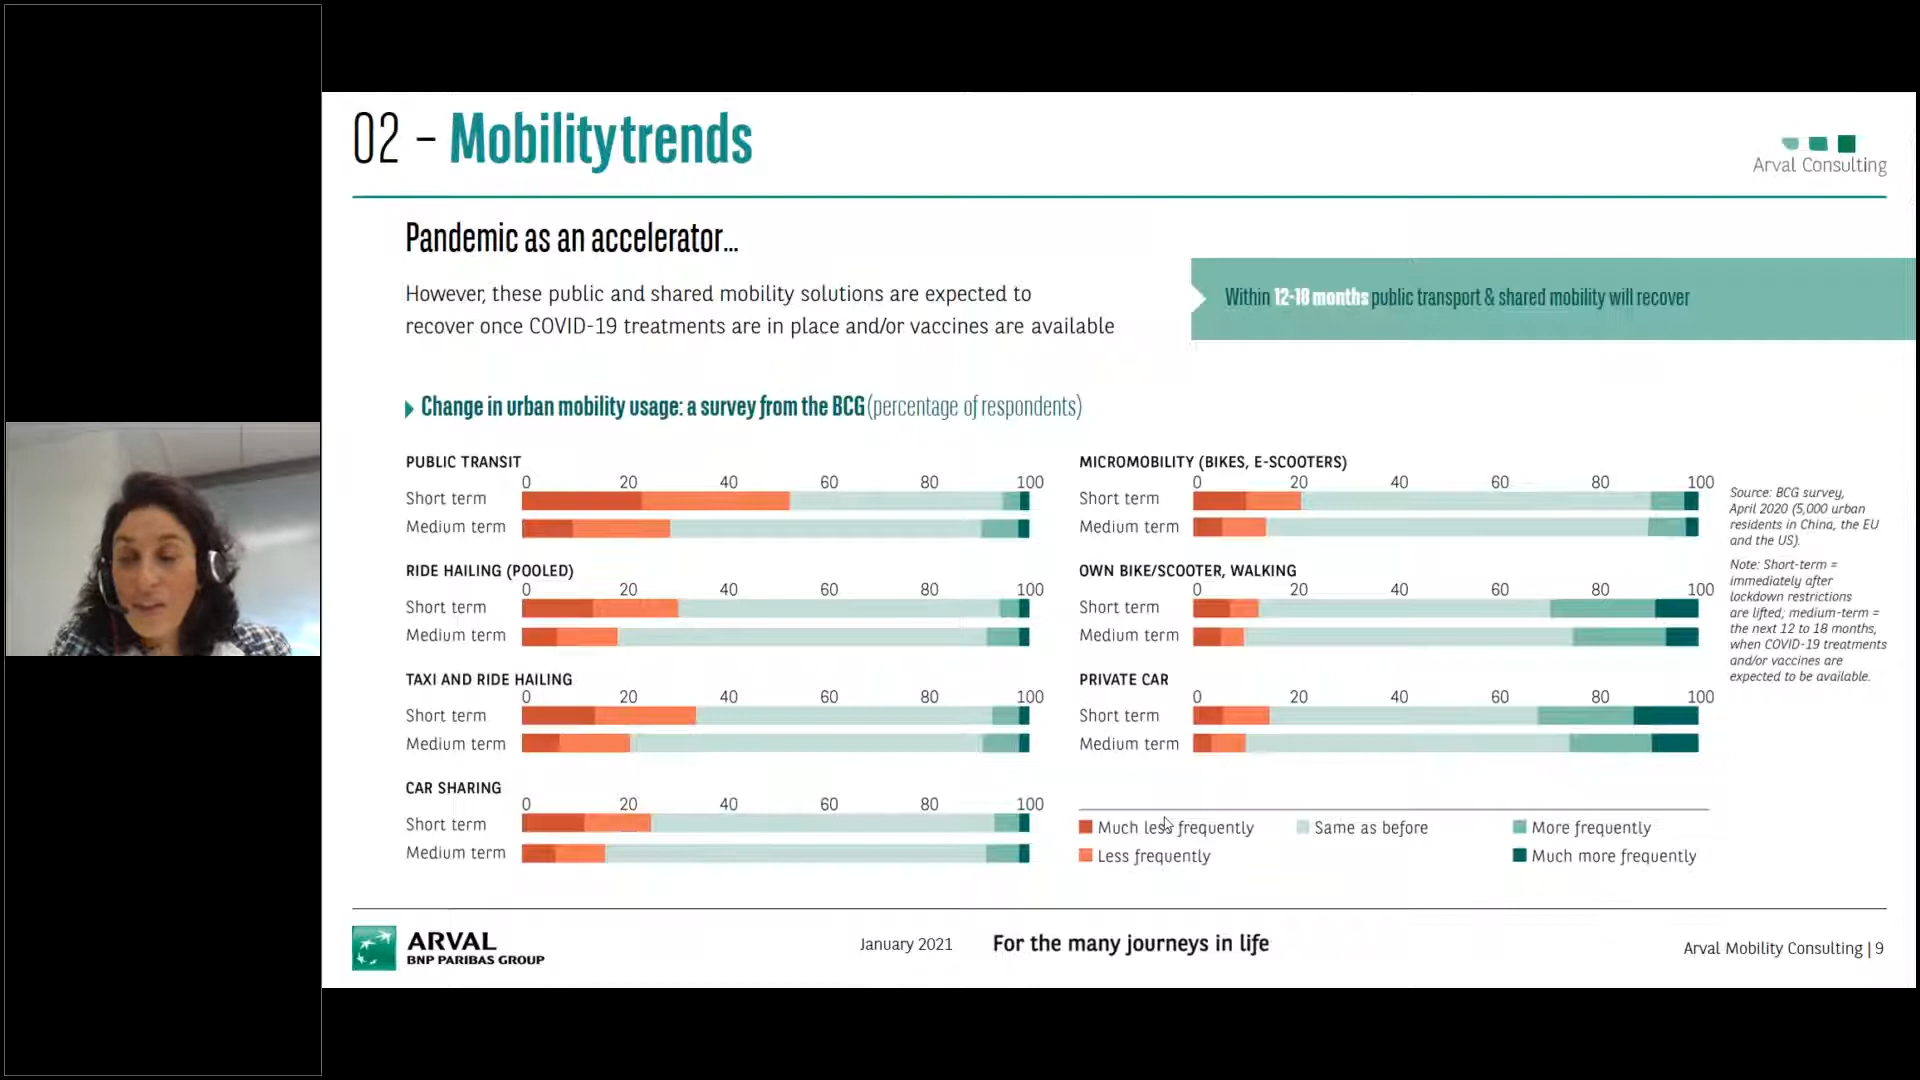 02 – Mobility trends
Arval Consulting
Pandemic as an accelerator...
However, these public and shared mobility solutions are expected to
recover once COVID-19 treatments are in place and/or vaccines are available
Within 12-18 months public transport & shared mobility will recover
Change in urban mobility usage: a survey from the BCG (percentage of respondents)
PUBLIC TRANSIT
0 20 40 60 80 100
Short term
Medium term
RIDE HAILING (POOLED)
0 20 40 60 80 100
Short term
Medium term
TAXI AND RIDE HAILING
0 20 40 60 80 100
Short term
Medium term
CAR SHARING
0 20 40 60 80 100
Short term
Medium term
MICROMOBILITY (BIKES, E-SCOOTERS)
0 20 40 60 80 100
Short term
Medium term
OWN BIKE/SCOOTER, WALKING
0 20 40 60 80 100
Short term
Medium term
PRIVATE CAR
0 20 40 60 80 100
Short term
Medium term
Much less frequently Same as before More frequently
Less frequently Much more frequently
Source: BCG survey,
April 2020 (5,000 urban
residents in China, the EU
and the US).
Note: Short-term =
immediately after
lockdown restrictions
are lifted; medium-term =
the next 12 to 18 months,
when COVID-19 treatments
and/or vaccines are
expected to be available.
ARVAL
BNP PARIBAS GROUP
January 2021
For the many journeys in life
Arval Mobility Consulting | 9